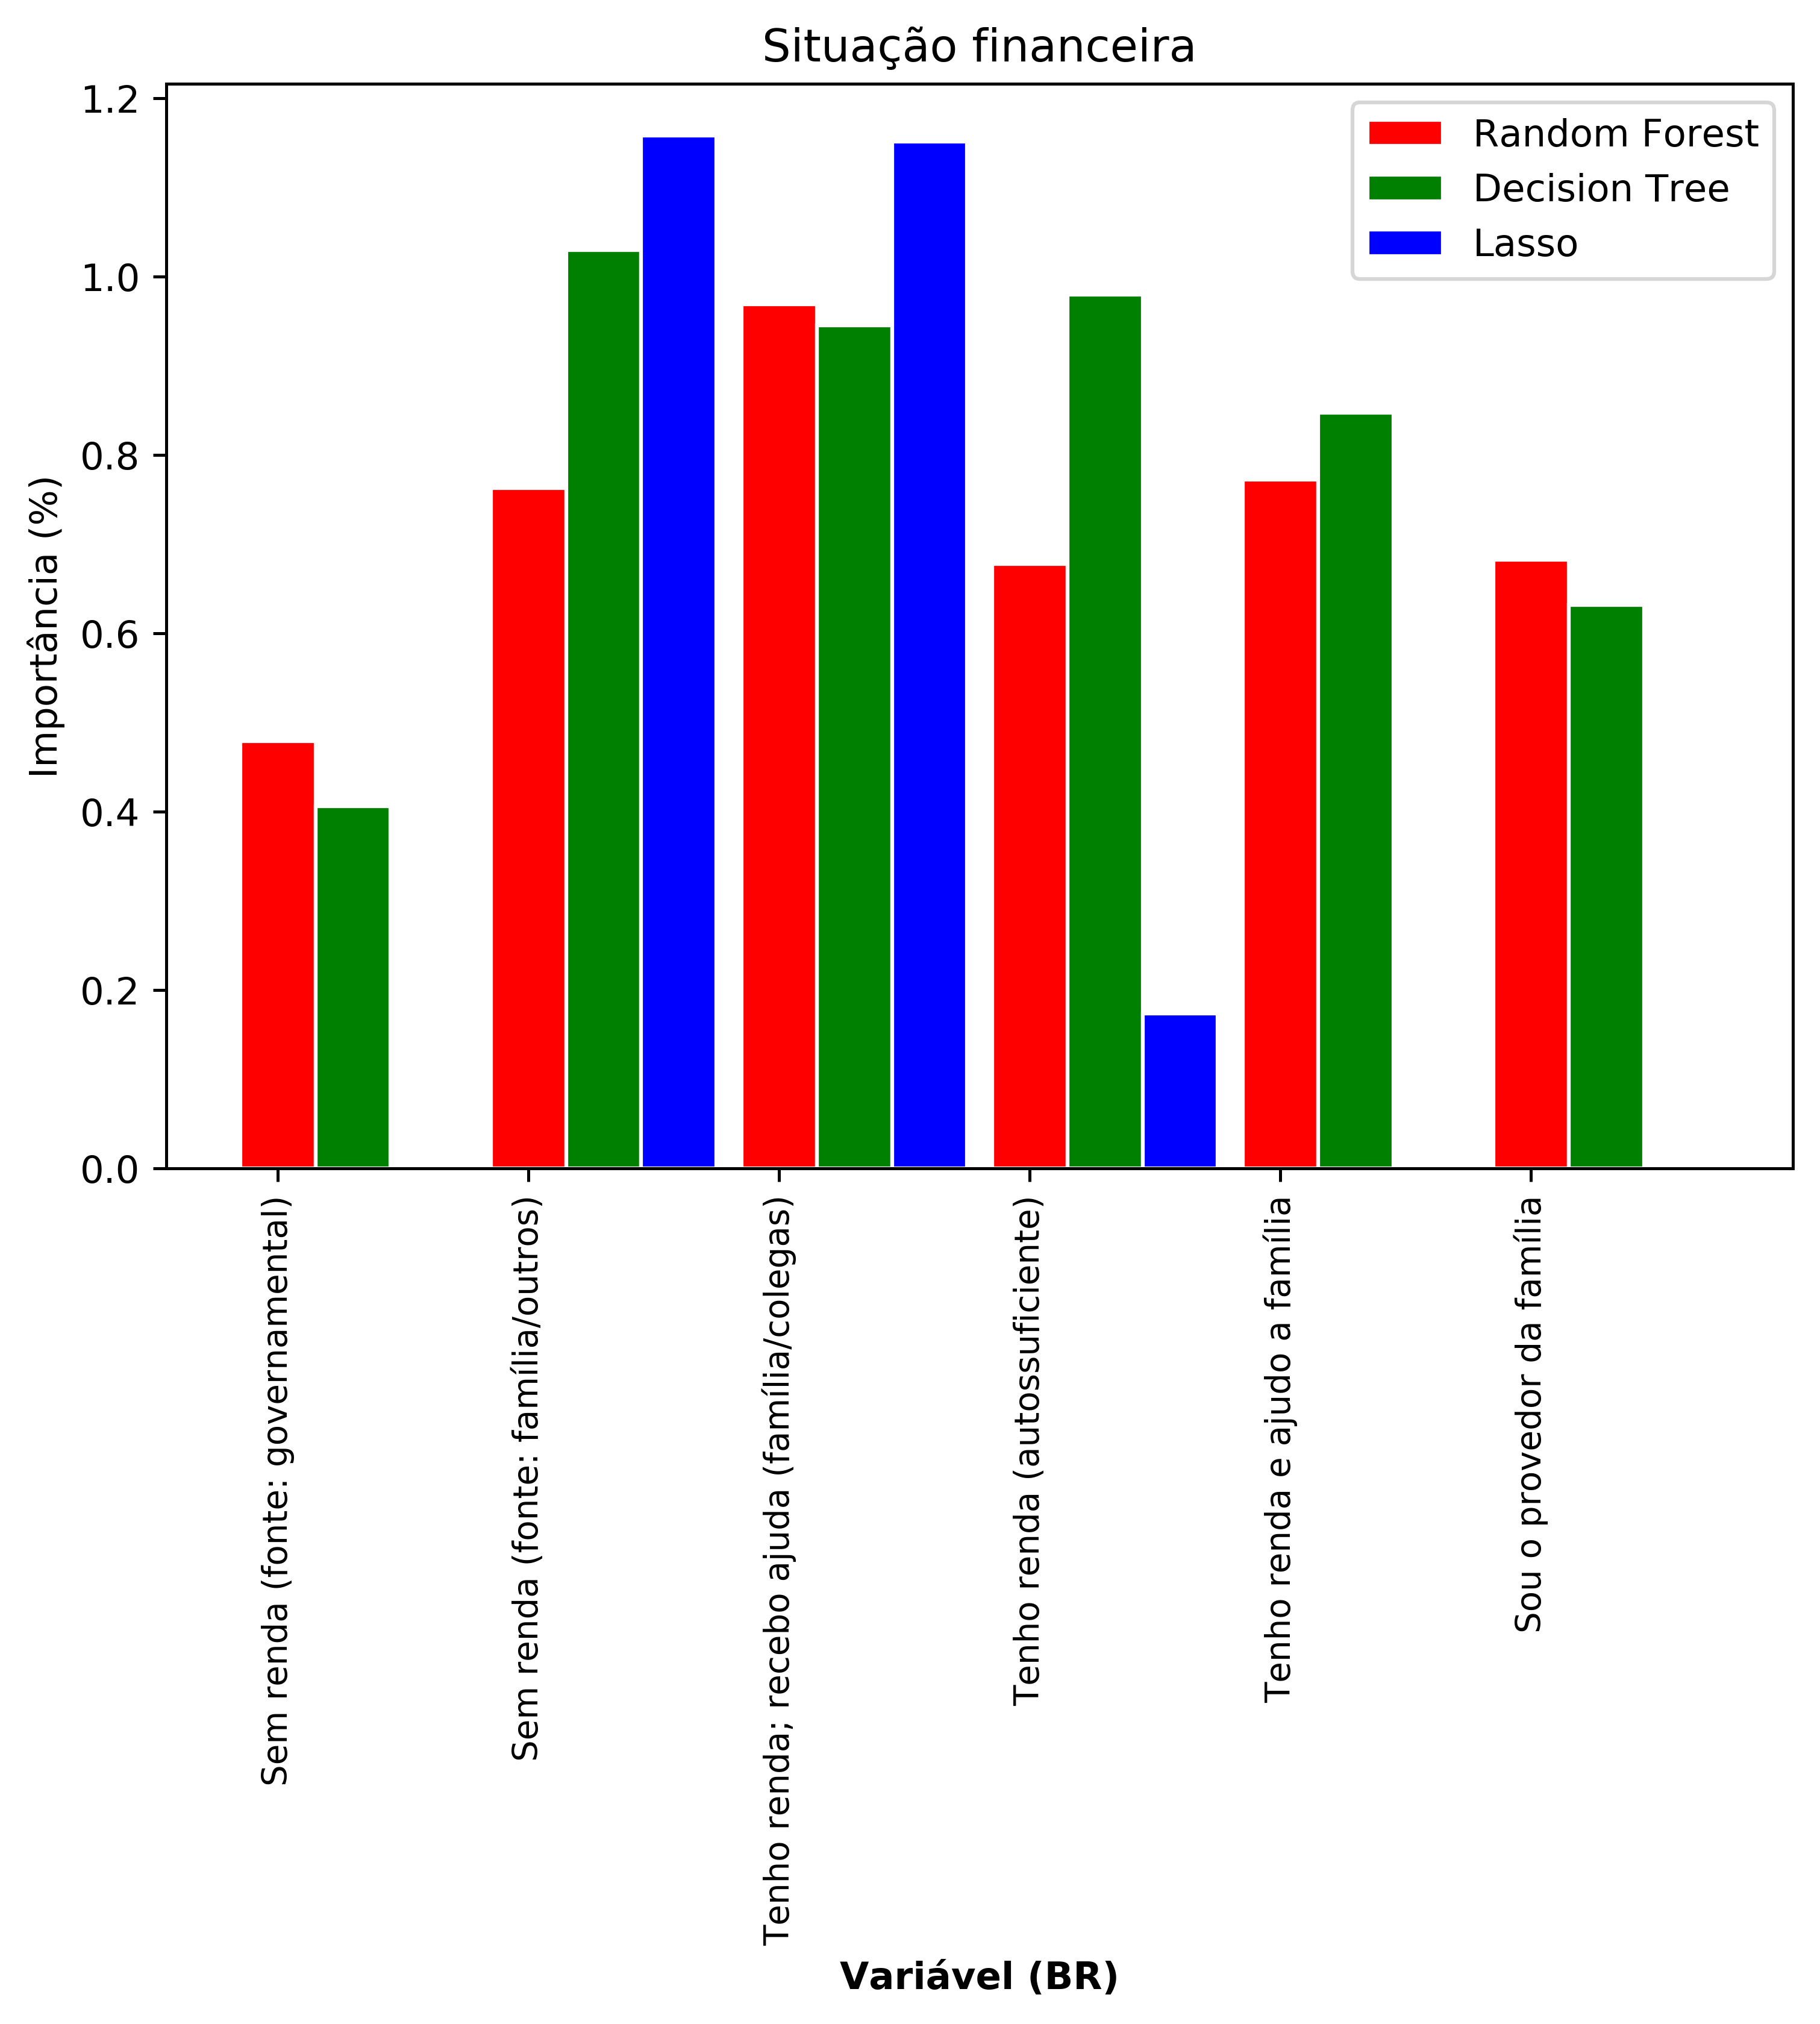 Situação financeira
1.2
1.0
0.8
0.6
0.4
0.2
0.0
Importância (%)
Random Forest
Decision Tree
Lasso
Sem renda (fonte: governamental)
Sem renda (fonte: família/outros)
Tenho renda; recebo ajuda (família/colegas)
Tenho renda (autossuficiente)
Tenho renda e ajudo a família
Sou o provedor da família
Variável (BR)